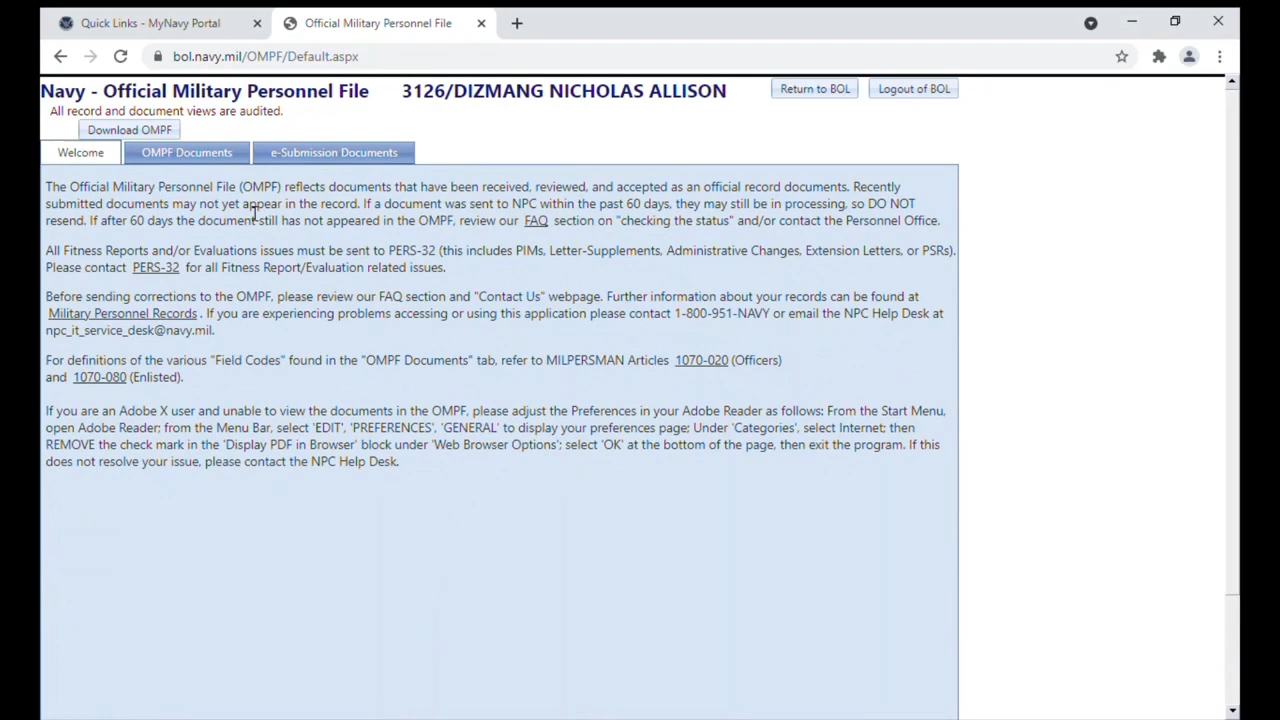 Quick Links - MyNavy Portal
Official Military Personnel File
bol.navy.mil/OMPF/Default.aspx
Navy - Official Military Personnel File 3126/DIZMANG NICHOLAS ALLISON Return to BOL Logout of BOL
All record and document views are audited.
Download OMPF
Welcome OMPF Documents e-Submission Documents
The Official Military Personnel File (OMPF) reflects documents that have been received, reviewed, and accepted as an official record documents. Recently
submitted documents may not yet appear in the record. If a document was sent to NPC within the past 60 days, they may still be in processing, so DO NOT
resend. If after 60 days the document still has not appeared in the OMPF, review our FAQ section on "checking the status" and/or contact the Personnel Office.
All Fitness Reports and/or Evaluations issues must be sent to PERS-32 (this includes PIMs, Letter-Supplements, Administrative Changes, Extension Letters, or PSRs).
Please contact PERS-32 for all Fitness Report/Evaluation related issues.
Before sending corrections to the OMPF, please review our FAQ section and "Contact Us" webpage. Further information about your records can be found at
Military Personnel Records . If you are experiencing problems accessing or using this application please contact 1-800-951-NAVY or email the NPC Help Desk at
npc_it_service_desk@navy.mil.
For definitions of the various "Field Codes" found in the "OMPF Documents" tab, refer to MILPERSMAN Articles 1070-020 (Officers)
and 1070-080 (Enlisted).
If you are an Adobe X user and unable to view the documents in the OMPF, please adjust the Preferences in your Adobe Reader as follows: From the Start Menu,
open Adobe Reader; from the Menu Bar, select 'EDIT', 'PREFERENCES', 'GENERAL' to display your preferences page; Under 'Categories', select Internet; then
REMOVE the check mark in the 'Display PDF in Browser' block under 'Web Browser Options'; select 'OK' at the bottom of the page, then exit the program. If this
does not resolve your issue, please contact the NPC Help Desk.